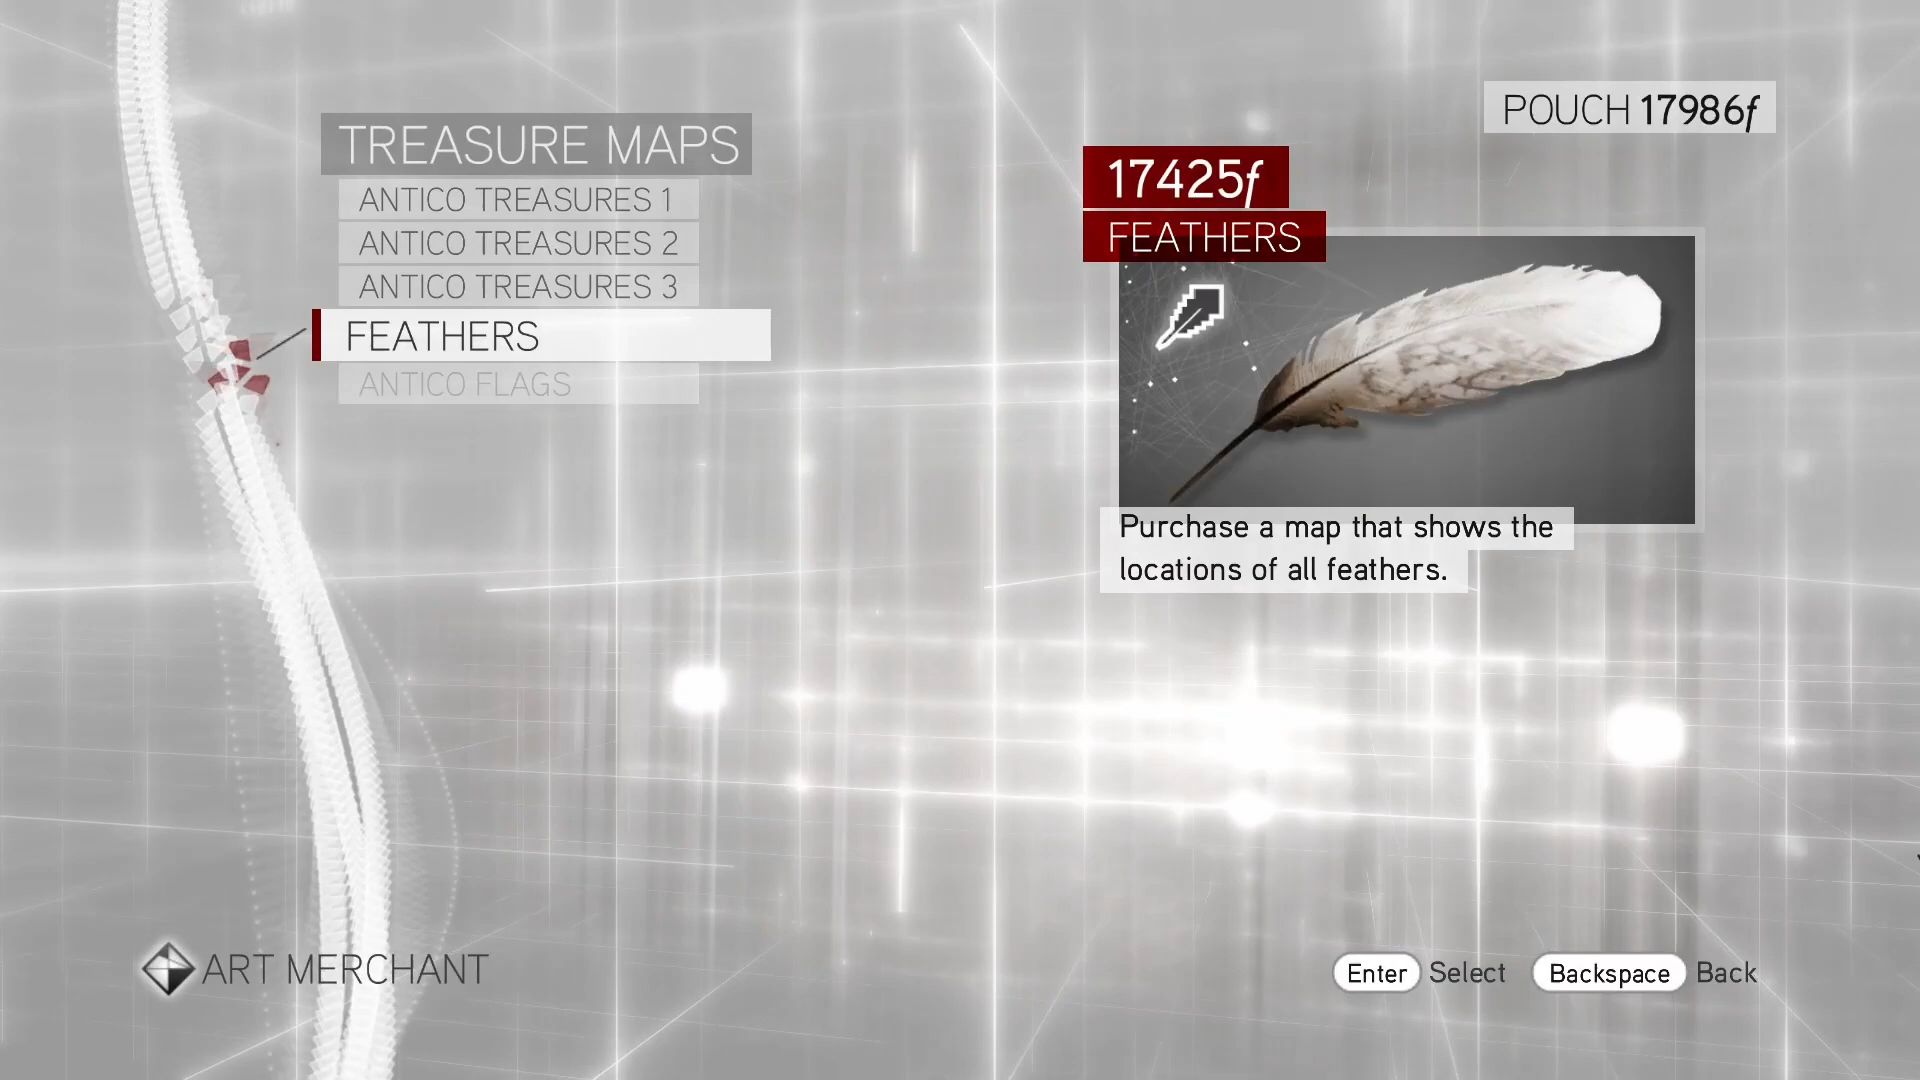 POUCH 17986f
TREASURE MAPS
ANTICO TREASURES 1
ANTICO TREASURES 2
ANTICO TREASURES 3
FEATHERS
ANTICO FLAGS
17425f
FEATHERS
Purchase a map that shows the
locations of all feathers.
ART MERCHANT
Enter Select Backspace Back